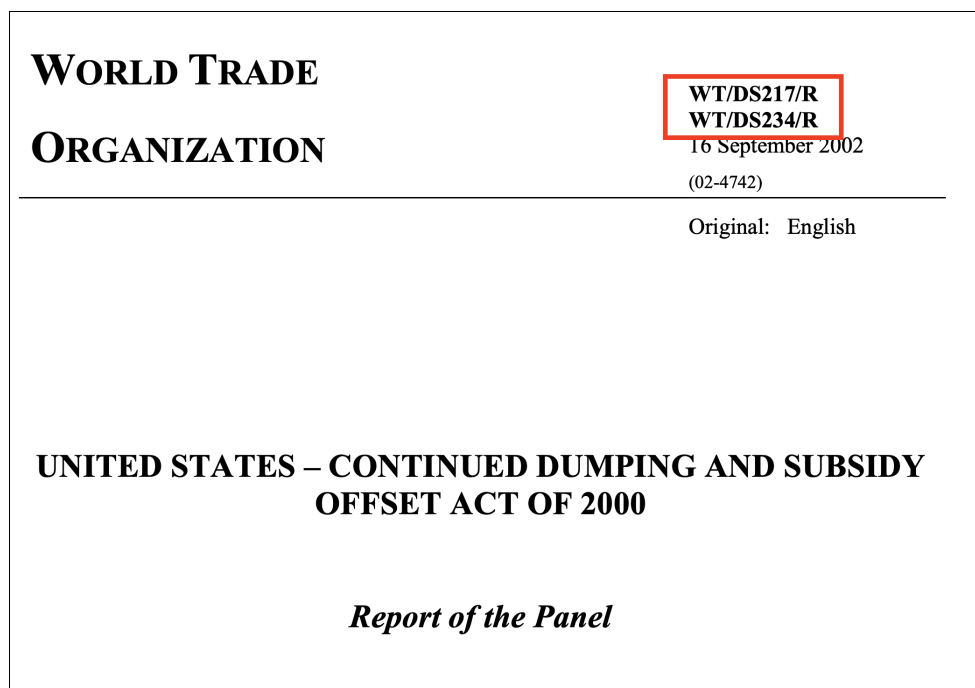 WORLD TRADE
ORGANIZATION
WT/DS217/R
WT/DS234/R
16 September 2002
(02-4742)
Original: English
UNITED STATES – CONTINUED DUMPING AND SUBSIDY
OFFSET ACT OF 2000
Report of the Panel